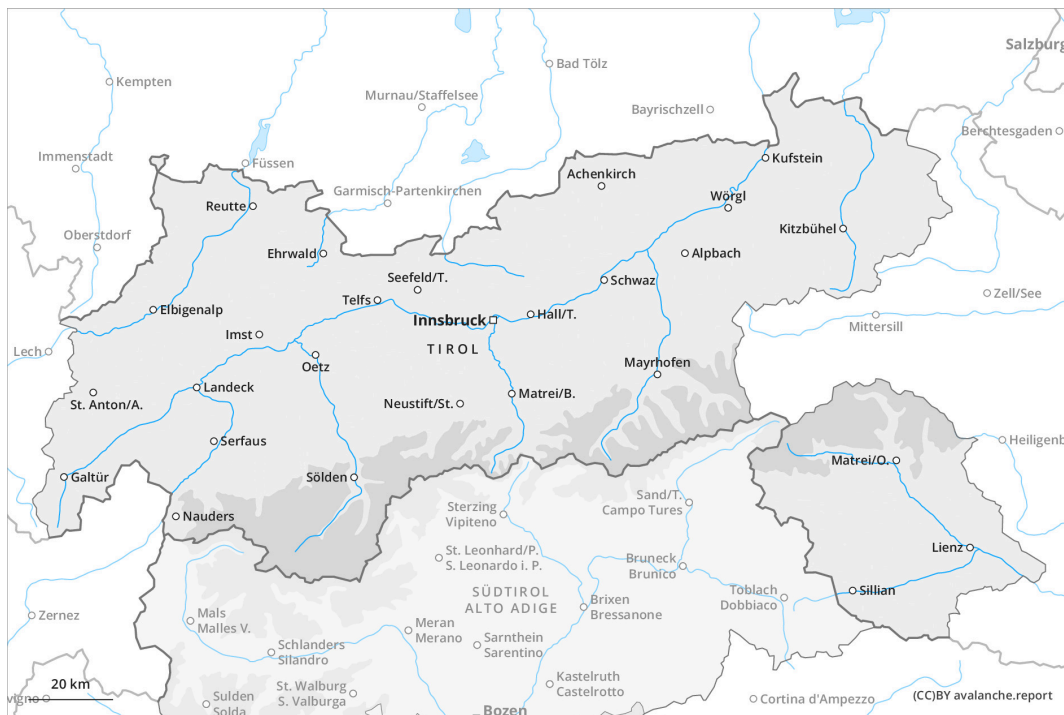 Salzburg
Bad Tölz
Kempten
Murnau/Staffelsee
Bayrischzell
Berchtesgaden
Immenstadt
Füssen
Kufstein
Achenkirch
Garmisch-Partenkirchen
Reutte
Wörgl
Kitzbühel
Oberstdorf
Ehrwald
Alpbach
Seefeld/T.
Schwaz
Zell/See
Telfs
Elbigenalp
Hall/T.
Mittersill
Innsbruck
Imst
TIROL
Lech
Oetz
Mayrhofen
Landeck
St. Anton/A.
Neustift/St.
Matrei/B.
Serfaus
Heiligenb
Matrei/O.
Galtür
Sölden
Sand/T.
Campo Tures
Sterzing
Vipiteno
Nauders
Lienz
St. Leonhard/P.
S. Leonardo i. P.
Bruneck
Brunico
SÜDTIROL
ALTO ADIGE
Sillian
Toblach
Dobbiaco
Brixen
Bressanone
Zernez
Mals
Malles V.
Meran
Merano
Sarnthein
Sarentino
Schlanders
Silandro
Kastelruth
Castelrotto
20 km
St. Walburg
S. Valburga
vigno
Sulden
Solda
Cortina d'Ampezzo
(CC)BY avalanche.report
Bozen